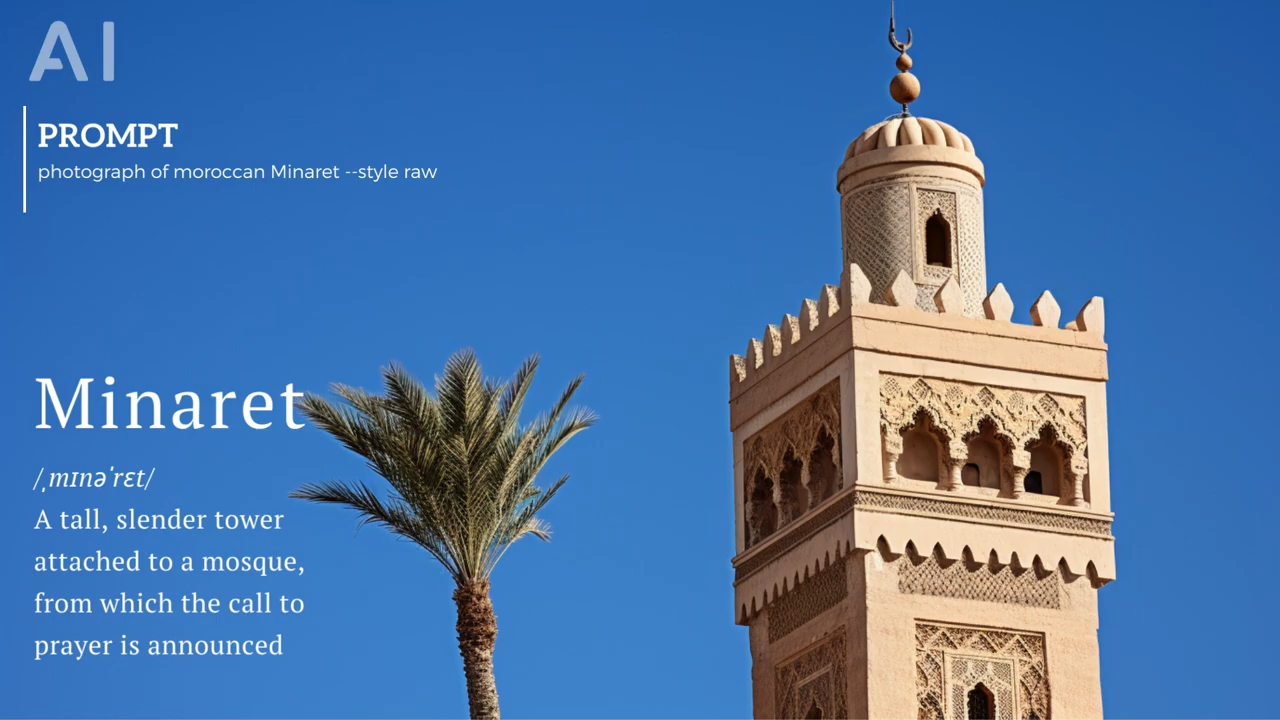 AI
PROMPT
photograph of moroccan Minaret --style raw
Minaret
/ˌmɪnəˈrɛt/
A tall, slender tower
attached to a mosque,
from which the call to
prayer is announced